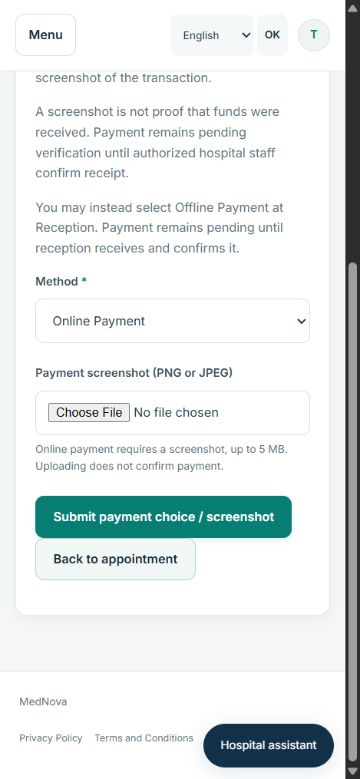 Menu
English
OK
T
screenshot of the transaction.
A screenshot is not proof that funds were
received. Payment remains pending
verification until authorized hospital staff
confirm receipt.
You may instead select Offline Payment at
Reception. Payment remains pending until
reception receives and confirms it.
Method *
Online Payment
Payment screenshot (PNG or JPEG)
Choose File No file chosen
Online payment requires a screenshot, up to 5 MB.
Uploading does not confirm payment.
Submit payment choice / screenshot
Back to appointment
MedNova
Privacy Policy Terms and Conditions
Hospital assistant